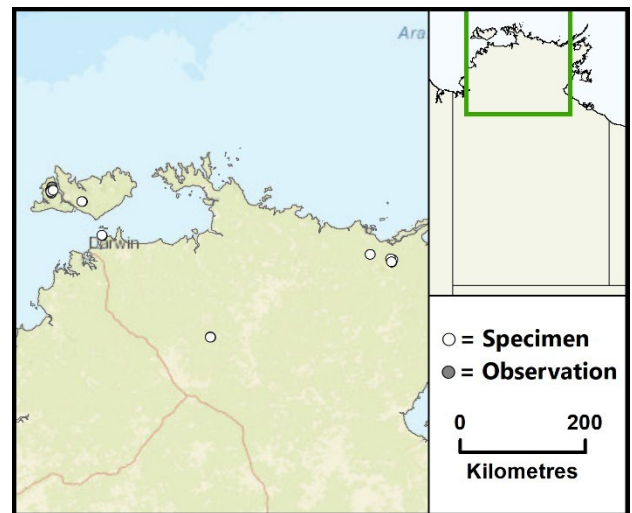 Ara
Darwin
○ = Specimen
● = Observation
0 200
Kilometres